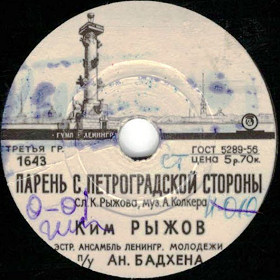 ГУМП ЛЕНИНГР.
ТРЕТЬЯ ГР.
1643
ГОСТ 5289-56
ЦЕНА 5р.70к.
ПАРЕНЬ С ПЕТРОГРАДСКОЙ СТОРОНЫ
Сл. К. Рыжова, муз. А. Колкера
Ким РЫЖОВ
ЭСТР. АНСАМБЛЬ ЛЕНИНГР. МОЛОДЕЖИ
п/у Ан. БАДХЕНА